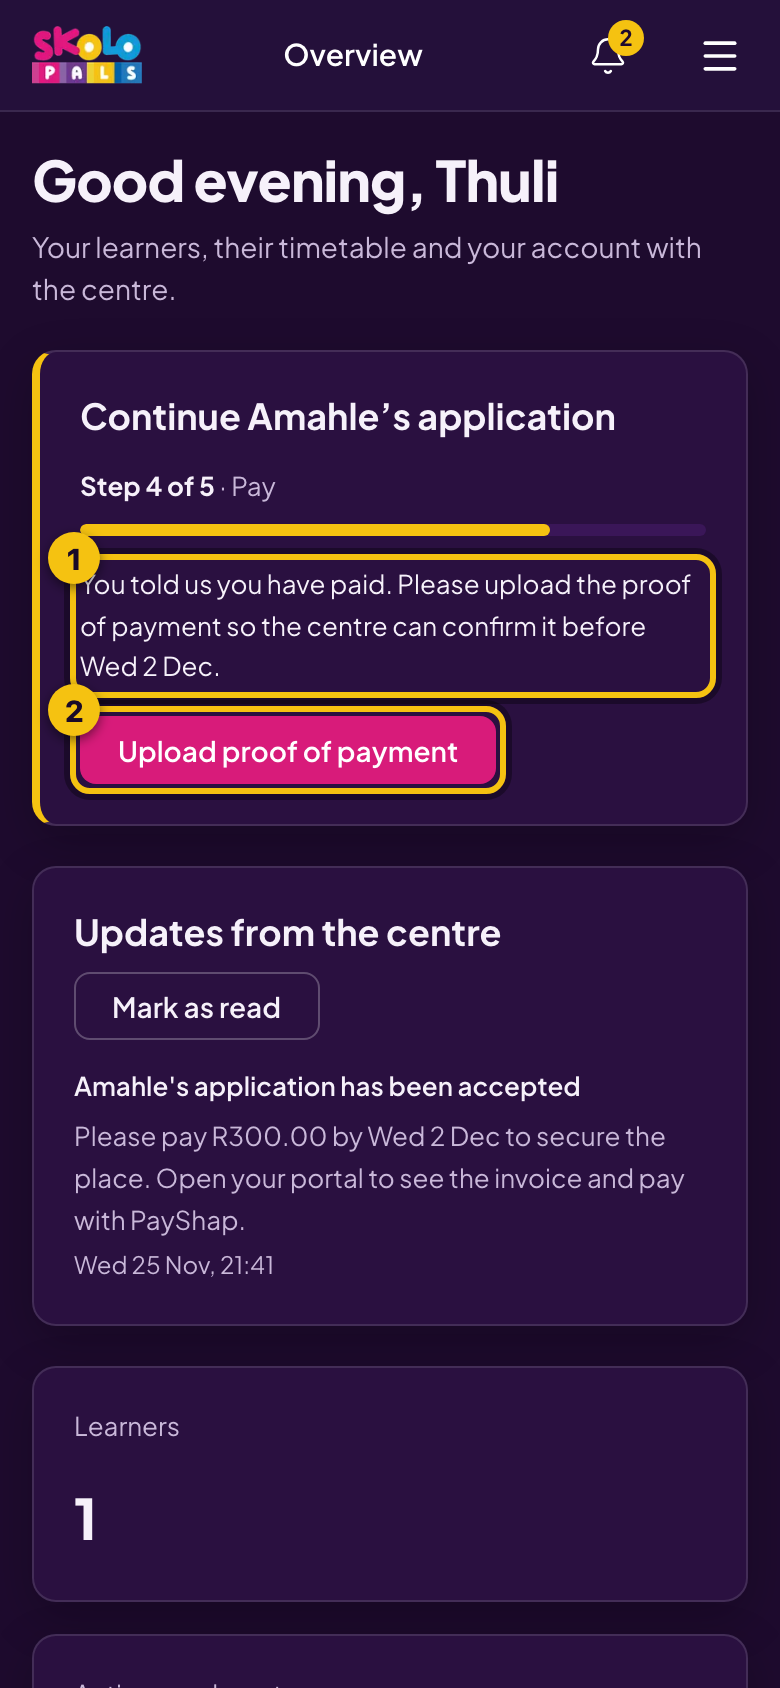 SKOLO
PALS
Overview
2
Good evening, Thuli
Your learners, their timetable and your account with
the centre.
Continue Amahle’s application
Step 4 of 5 · Pay
1
You told us you have paid. Please upload the proof
of payment so the centre can confirm it before
Wed 2 Dec.
2
Upload proof of payment
Updates from the centre
Mark as read
Amahle's application has been accepted
Please pay R300.00 by Wed 2 Dec to secure the
place. Open your portal to see the invoice and pay
with PayShap.
Wed 25 Nov, 21:41
Learners
1